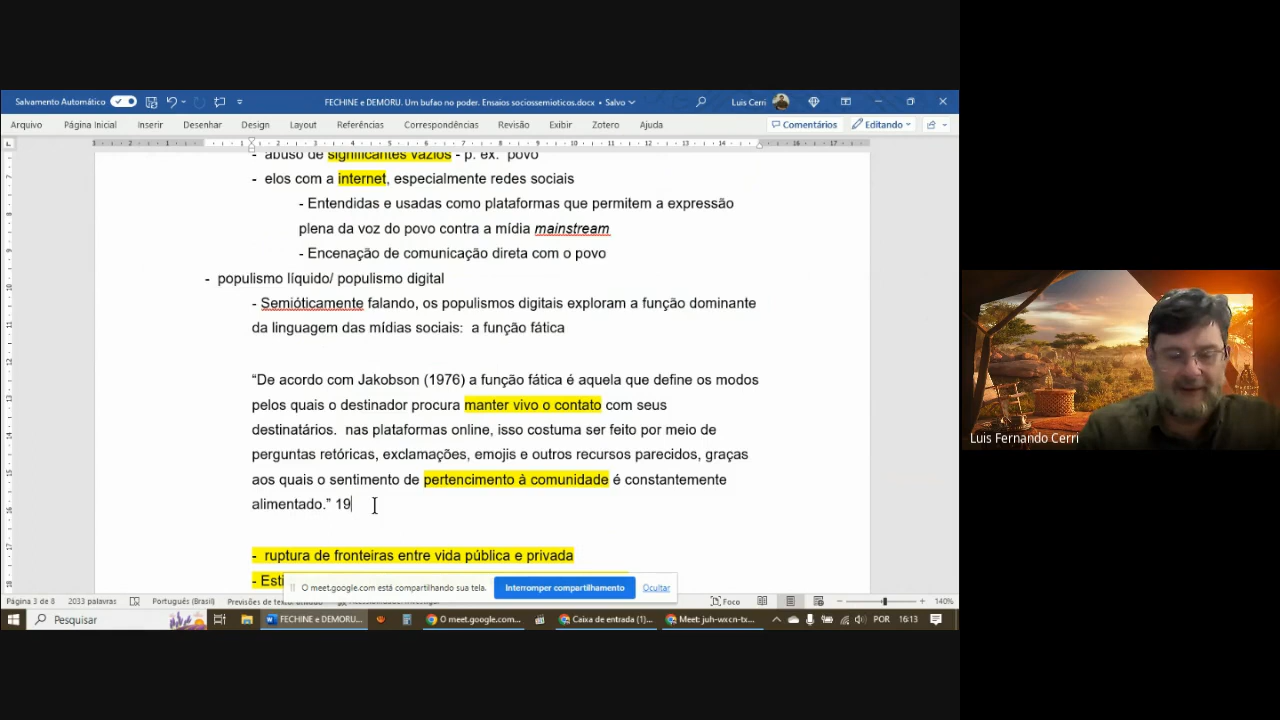 Salvamento Automático
FECHINE e DEMORU. Um bufao no poder. Ensaios sociossemioticos.docx • Salvo
Luis Cerri
Arquivo Página Inicial Inserir Desenhar Design Layout Referências Correspondências Revisão Exibir Zotero Ajuda Comentários Editando
- abuso de significantes vazios - p. ex. povo
- elos com a internet, especialmente redes sociais
- Entendidas e usadas como plataformas que permitem a expressão
plena da voz do povo contra a mídia mainstream
- Encenação de comunicação direta com o povo
- populismo líquido/ populismo digital
- Semióticamente falando, os populismos digitais exploram a função dominante
da linguagem das mídias sociais: a função fática
“De acordo com Jakobson (1976) a função fática é aquela que define os modos
pelos quais o destinador procura manter vivo o contato com seus
destinatários. nas plataformas online, isso costuma ser feito por meio de
perguntas retóricas, exclamações, emojis e outros recursos parecidos, graças
aos quais o sentimento de pertencimento à comunidade é constantemente
alimentado.” 19
- ruptura de fronteiras entre vida pública e privada
- Esti
O meet.google.com está compartilhando sua tela. Interromper compartilhamento Ocultar
Página 3 de 8 2033 palavras Português (Brasil) Previsões de texto: Foco 140%
Pesquisar FECHINE e DEMORU... O meet.google.com... Caixa de entrada (1)... Meet: juh-wxcn-tx... POR 16:13
Luis Fernando Cerri